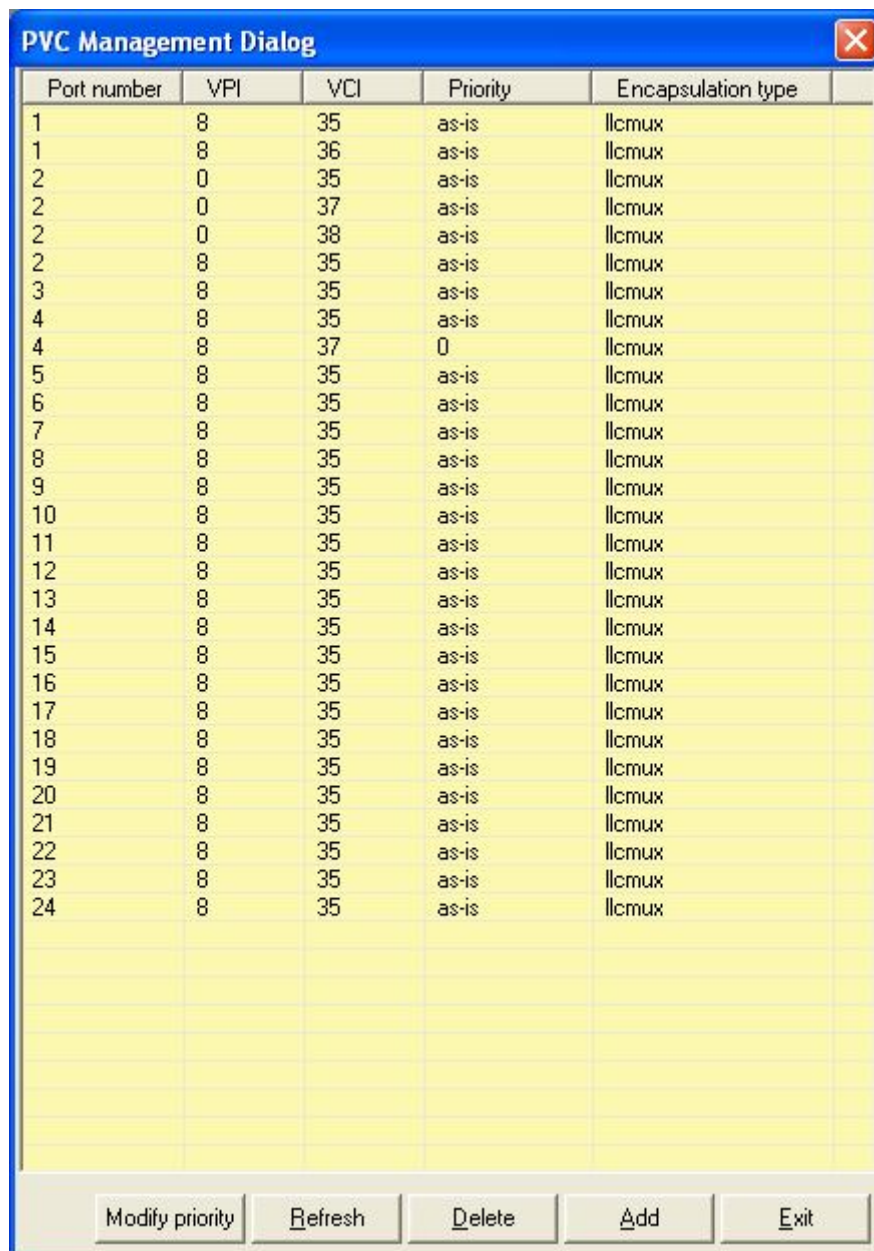 PVC Management Dialog
Port number VPI VCI Priority Encapsulation type
1 8 35 as-is llcmux
1 8 36 as-is llcmux
2 0 35 as-is llcmux
2 0 37 as-is llcmux
2 0 38 as-is llcmux
2 8 35 as-is llcmux
3 8 35 as-is llcmux
4 8 35 as-is llcmux
4 8 37 0 llcmux
5 8 35 as-is llcmux
6 8 35 as-is llcmux
7 8 35 as-is llcmux
8 8 35 as-is llcmux
9 8 35 as-is llcmux
10 8 35 as-is llcmux
11 8 35 as-is llcmux
12 8 35 as-is llcmux
13 8 35 as-is llcmux
14 8 35 as-is llcmux
15 8 35 as-is llcmux
16 8 35 as-is llcmux
17 8 35 as-is llcmux
18 8 35 as-is llcmux
19 8 35 as-is llcmux
20 8 35 as-is llcmux
21 8 35 as-is llcmux
22 8 35 as-is llcmux
23 8 35 as-is llcmux
24 8 35 as-is llcmux
Modify priority Refresh Delete Add Exit